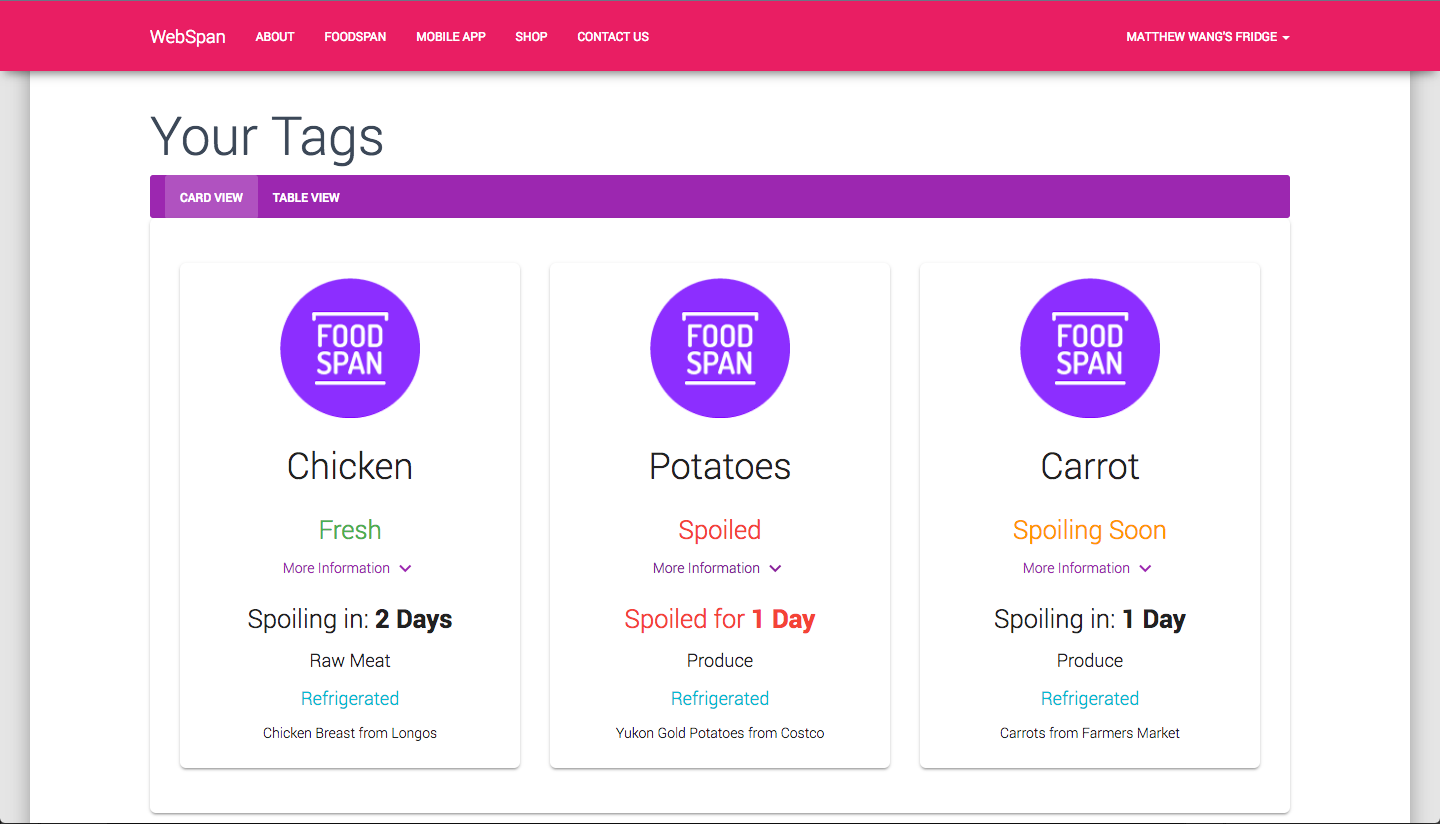 WebSpan ABOUT FOODSPAN MOBILE APP SHOP CONTACT US MATTHEW WANG'S FRIDGE
Your Tags
CARD VIEW TABLE VIEW
FOOD
SPAN
Chicken
Fresh
More Information
Spoiling in: 2 Days
Raw Meat
Refrigerated
Chicken Breast from Longos
FOOD
SPAN
Potatoes
Spoiled
More Information
Spoiled for 1 Day
Produce
Refrigerated
Yukon Gold Potatoes from Costco
FOOD
SPAN
Carrot
Spoiling Soon
More Information
Spoiling in: 1 Day
Produce
Refrigerated
Carrots from Farmers Market